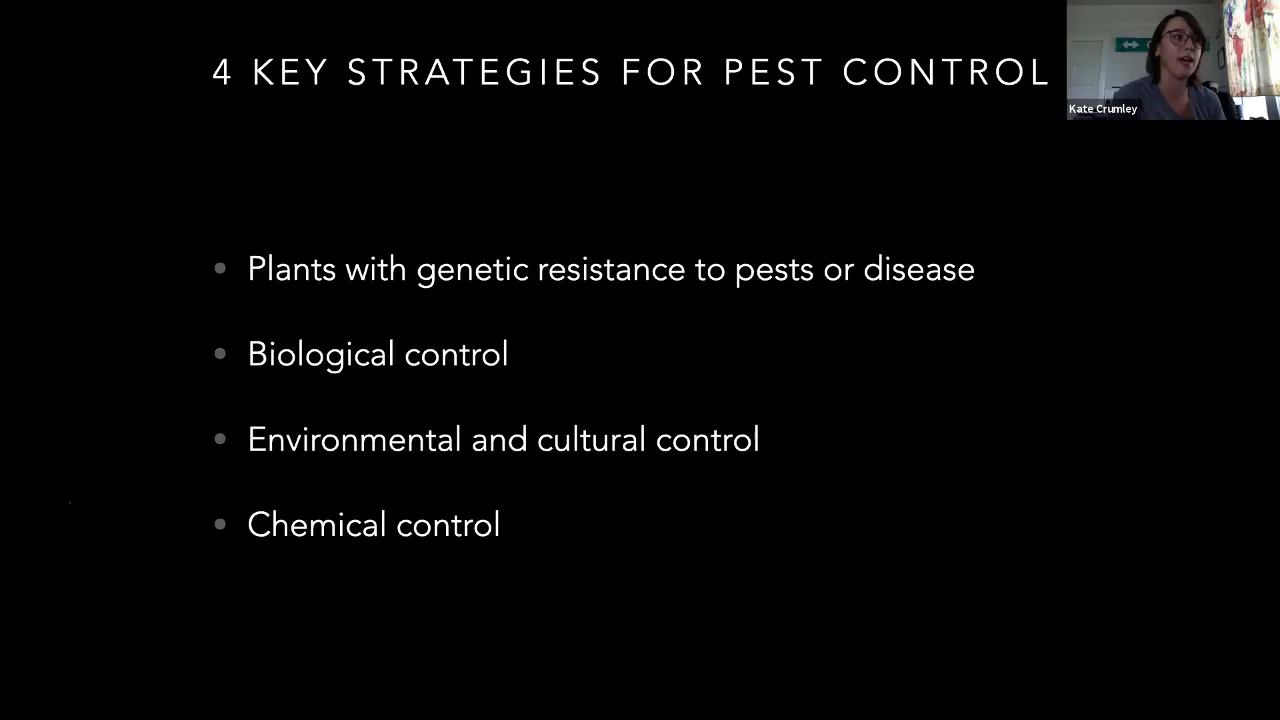 4 KEY STRATEGIES FOR PEST CONTROL
Kate Crumley
Plants with genetic resistance to pests or disease
Biological control
Environmental and cultural control
Chemical control